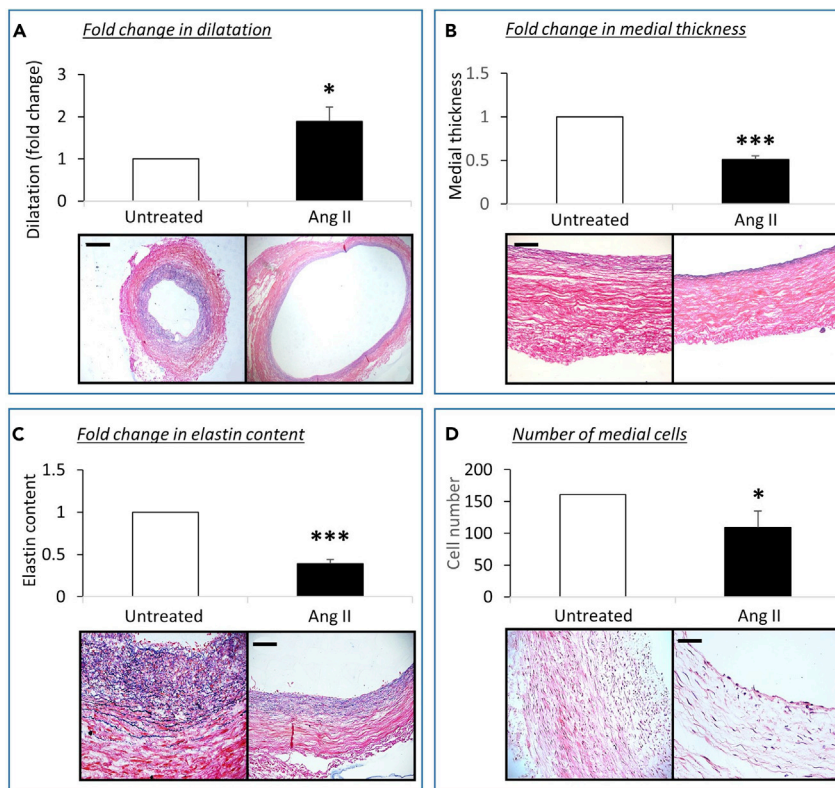 A Fold change in dilatation
Dilatation (fold change)
3
2
1
0
*
Untreated Ang II
B Fold change in medial thickness
Medial thickness
1.5
1
0.5
0
***
Untreated Ang II
C Fold change in elastin content
Elastin content
1.5
1
0.5
0
***
Untreated Ang II
D Number of medial cells
Cell number
200
150
100
50
0
*
Untreated Ang II